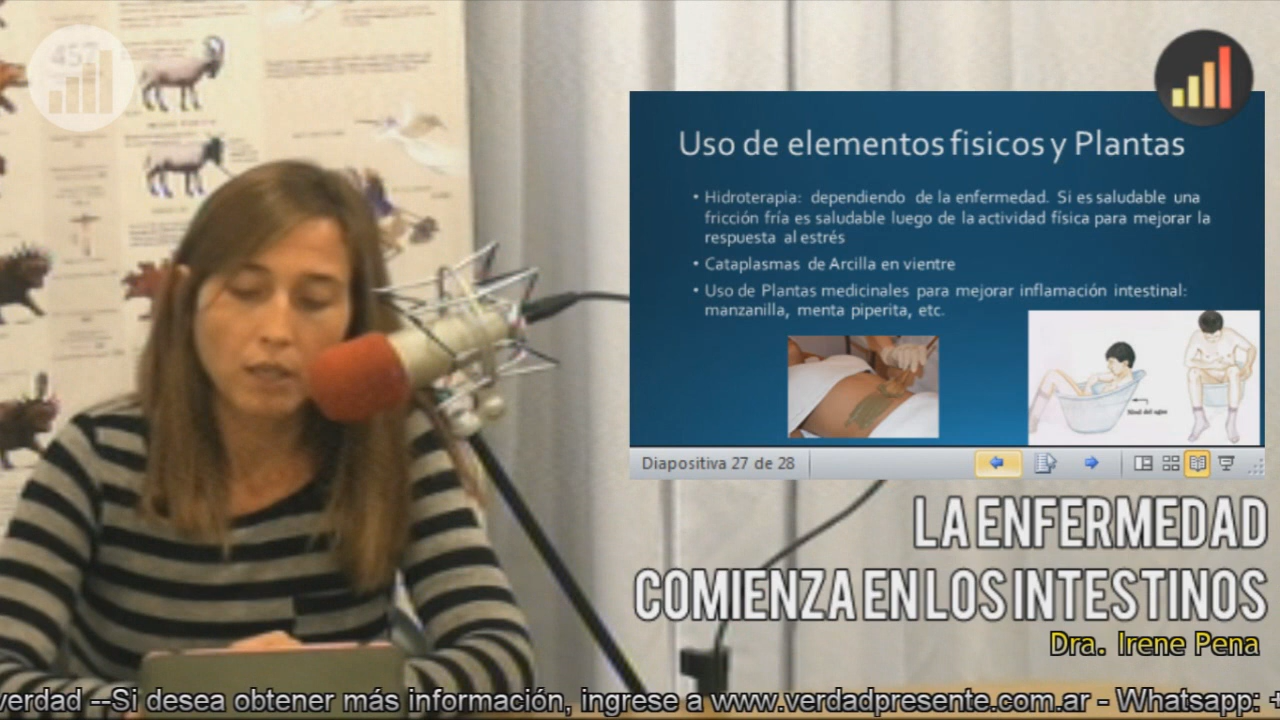 Uso de elementos fisicos y Plantas
• Hidroterapia: dependiendo de la enfermedad. Si es saludable una
fricción fría es saludable luego de la actividad física para mejorar la
respuesta al estrés
• Cataplasmas de Arcilla en vientre
• Uso de Plantas medicinales para mejorar inflamación intestinal:
manzanilla, menta piperita, etc.
Nivel del agua
Diapositiva 27 de 28
LA ENFERMEDAD
COMIENZA EN LOS INTESTINOS
Dra. Irene Pena
verdad --Si desea obtener más información, ingrese a www.verdadpresente.com.ar - Whatsapp: +